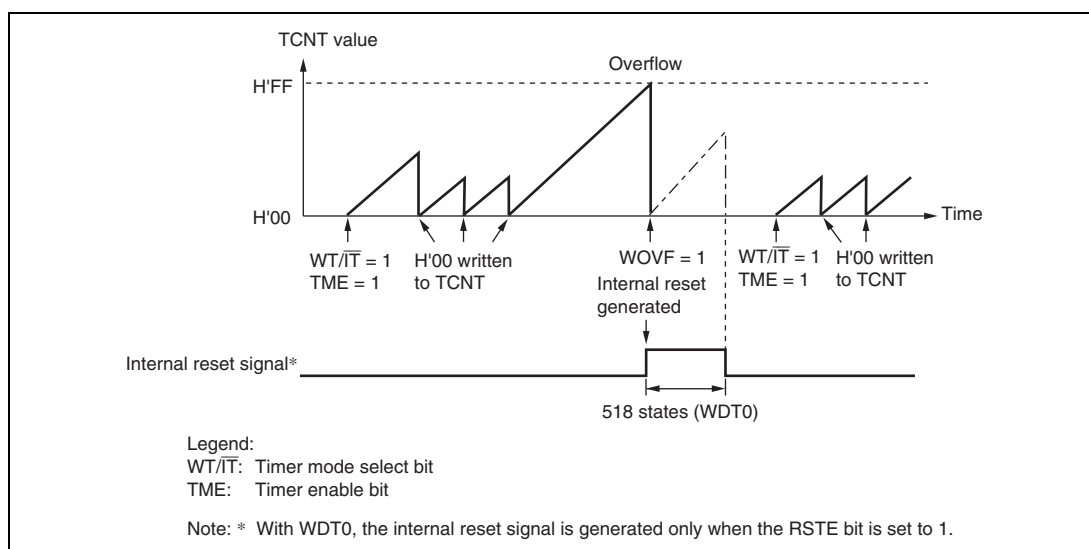 TCNT value
Overflow
H'FF
H'00
Time
WT/I̅T̅ = 1
TME = 1
H'00 written
to TCNT
WOVF = 1
Internal reset
generated
WT/I̅T̅ = 1
TME = 1
H'00 written
to TCNT
Internal reset signal*
518 states (WDT0)
Legend:
WT/I̅T̅: Timer mode select bit
TME: Timer enable bit
Note: * With WDT0, the internal reset signal is generated only when the RSTE bit is set to 1.